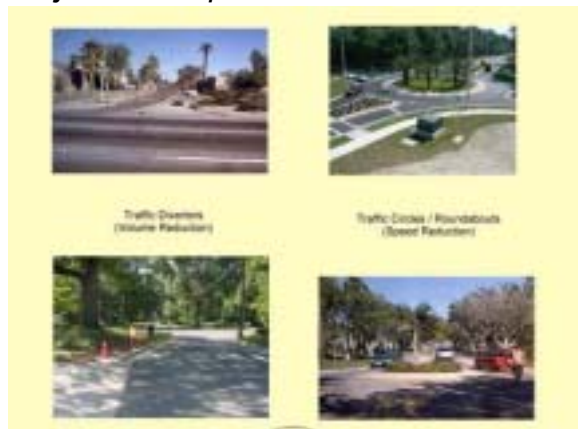 Traffic Diverters
(Volume Reduction)
Traffic Circles / Roundabouts
(Speed Reduction)